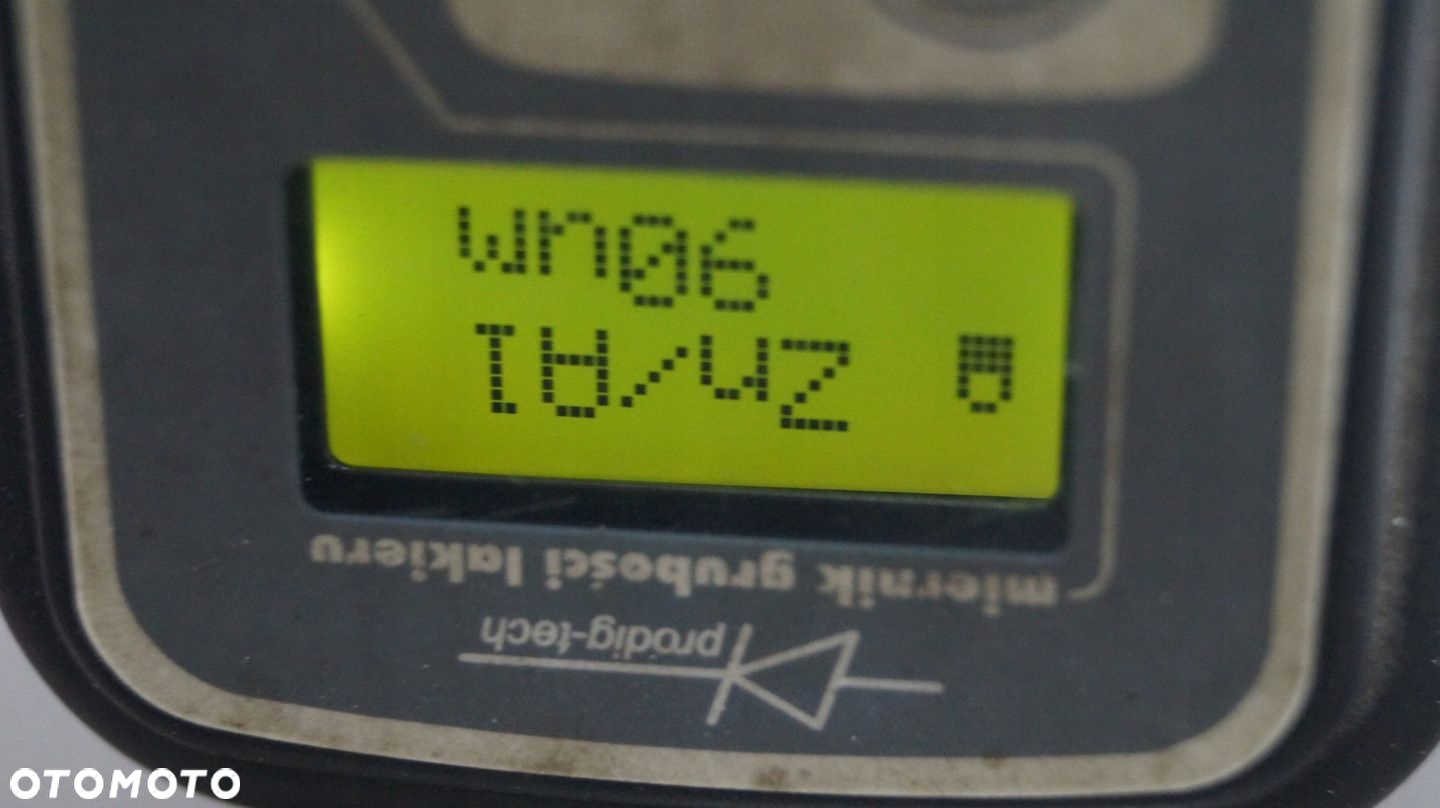 prodig-tech
miernik grubości lakieru
Zn/Al
90um
OTOMOTO